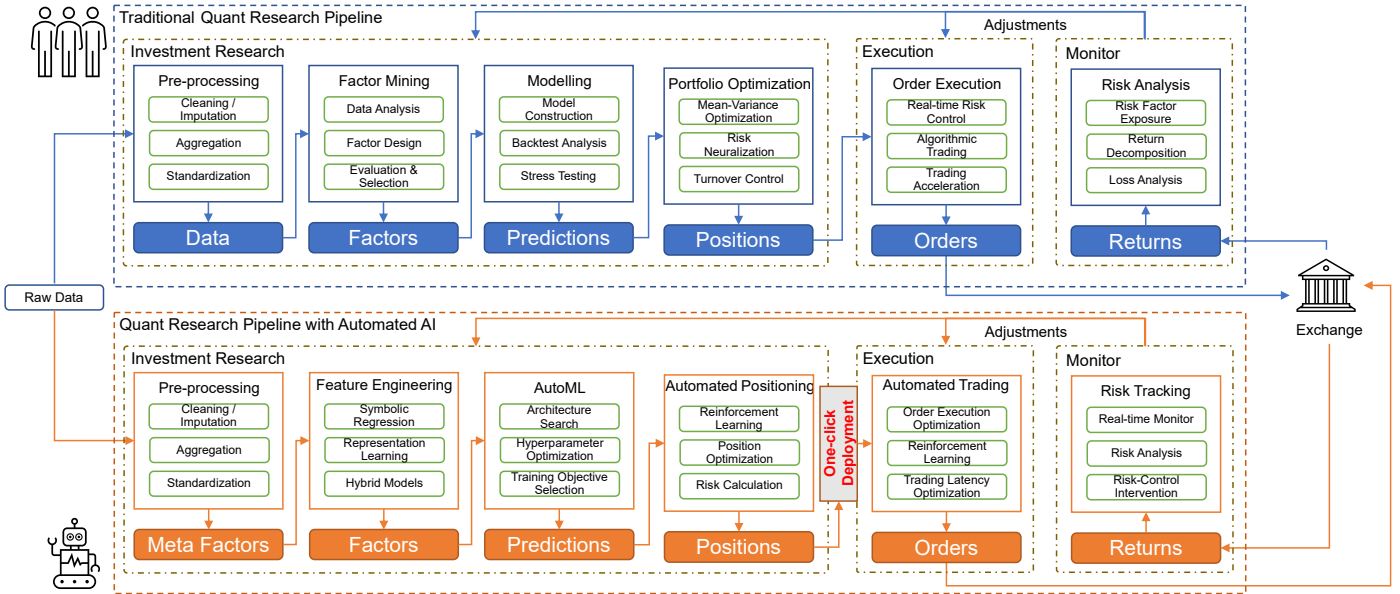 Traditional Quant Research Pipeline
Adjustments
Investment Research
Execution
Monitor
Pre-processing
Cleaning /
Imputation
Aggregation
Standardization
Data
Factor Mining
Data Analysis
Factor Design
Evaluation &
Selection
Factors
Modelling
Model
Construction
Backtest Analysis
Stress Testing
Predictions
Portfolio Optimization
Mean-Variance
Optimization
Risk
Neuralization
Turnover Control
Positions
Order Execution
Real-time Risk
Control
Algorithmic
Trading
Trading
Acceleration
Orders
Risk Analysis
Risk Factor
Exposure
Return
Decomposition
Loss Analysis
Returns
Raw Data
Exchange
Quant Research Pipeline with Automated AI
Adjustments
Investment Research
Execution
Monitor
Pre-processing
Cleaning /
Imputation
Aggregation
Standardization
Meta Factors
Feature Engineering
Symbolic
Regression
Representation
Learning
Hybrid Models
Factors
AutoML
Architecture
Search
Hyperparameter
Optimization
Training Objective
Selection
Predictions
Automated Positioning
Reinforcement
Learning
Position
Optimization
Risk Calculation
Positions
One-click
Deployment
Automated Trading
Order Execution
Optimization
Reinforcement
Learning
Trading Latency
Optimization
Orders
Risk Tracking
Real-time Monitor
Risk Analysis
Risk-Control
Intervention
Returns